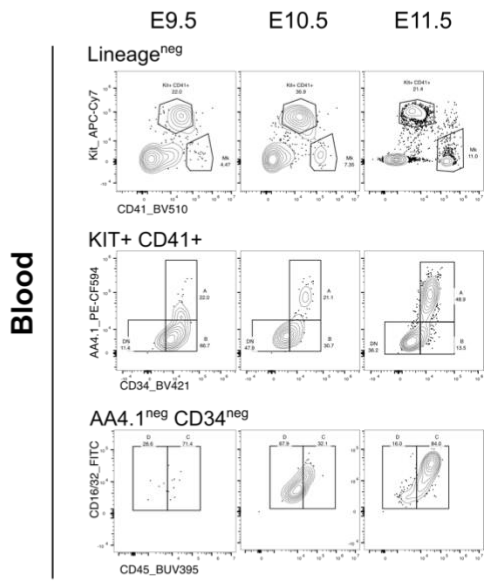 E9.5 E10.5 E11.5
Lineage^neg
Kit+ CD41+ 22.0
Kit+ CD41+ 30.9
Kit+ CD41+ 21.4
Mk 4.47
Mk 7.30
Mk 11.0
Kit_APC-Cy7
CD41_BV510
Blood
KIT+ CD41+
A 22.0
A 21.1
A 48.9
DN 11.4
B 66.7
DN 47.8
B 30.7
DN 36.2
B 13.5
AA4.1_PE-CF594
CD34_BV421
AA4.1^neg CD34^neg
D 28.6 C 71.4
D 67.9 C 32.1
D 16.0 C 84.0
CD16/32_FITC
CD45_BUV395